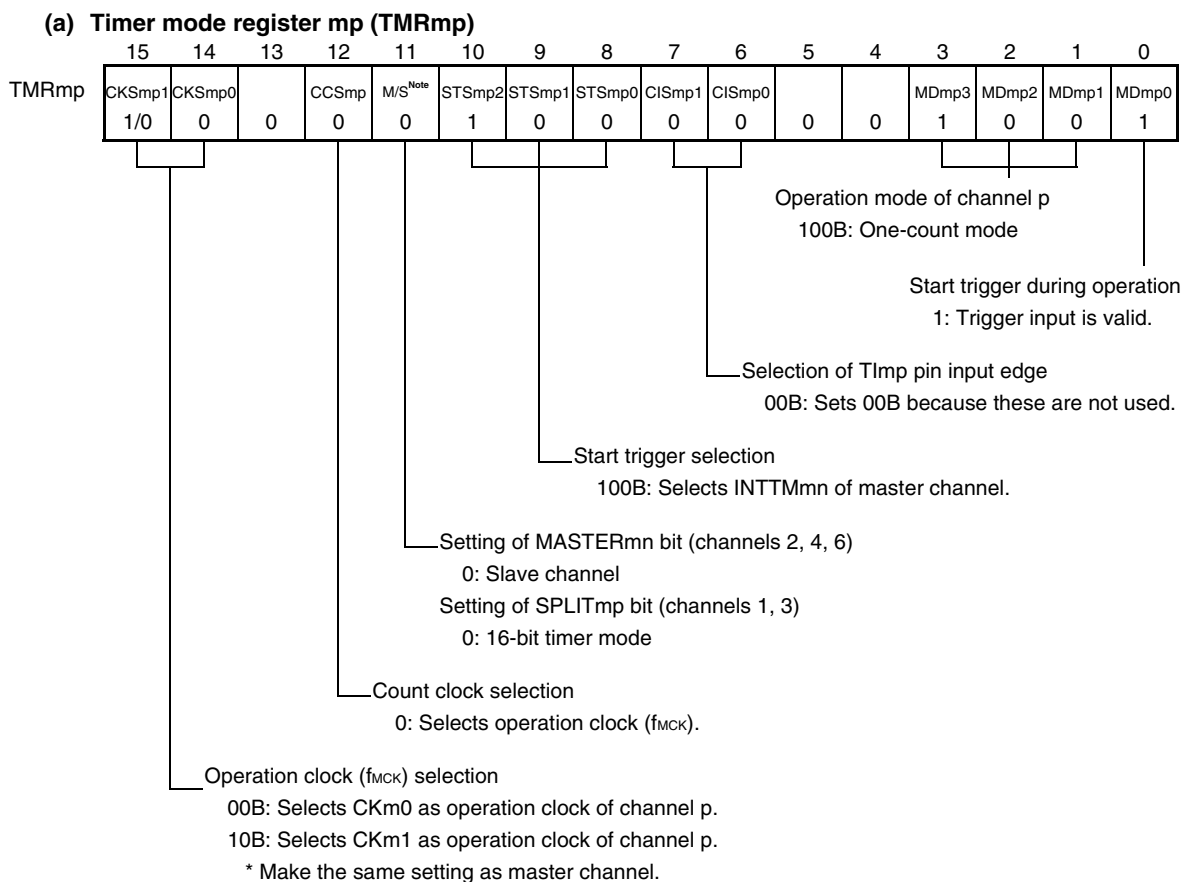 (a) Timer mode register mp (TMRmp)
15 14 13 12 11 10 9 8 7 6 5 4 3 2 1 0
TMRmp CKSmp1 CKSmp0 CCSmp M/S Note STSmp2 STSmp1 STSmp0 CISmp1 CISmp0 MDmp3 MDmp2 MDmp1 MDmp0
1/0 0 0 0 0 1 0 0 0 0 0 0 1 0 0 1
Operation mode of channel p
100B: One-count mode
Start trigger during operation
1: Trigger input is valid.
Selection of TImp pin input edge
00B: Sets 00B because these are not used.
Start trigger selection
100B: Selects INTTMmn of master channel.
Setting of MASTERmn bit (channels 2, 4, 6)
0: Slave channel
Setting of SPLITmp bit (channels 1, 3)
0: 16-bit timer mode
Count clock selection
0: Selects operation clock (fMCK).
Operation clock (fMCK) selection
00B: Selects CKm0 as operation clock of channel p.
10B: Selects CKm1 as operation clock of channel p.
* Make the same setting as master channel.